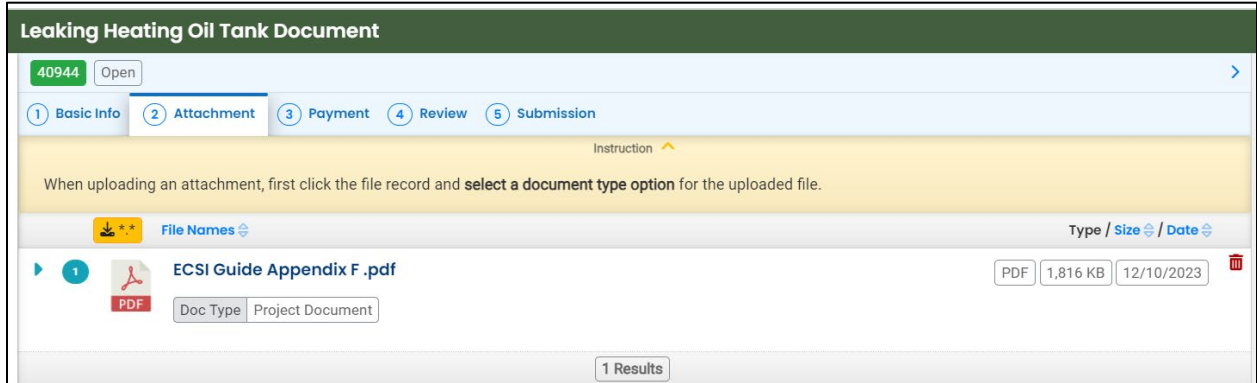 Leaking Heating Oil Tank Document
40944 Open
1 Basic Info 2 Attachment 3 Payment 4 Review 5 Submission
Instruction
When uploading an attachment, first click the file record and select a document type option for the uploaded file.
*.* File Names Type / Size / Date
1 PDF ECSI Guide Appendix F .pdf PDF 1,816 KB 12/10/2023
Doc Type Project Document
1 Results